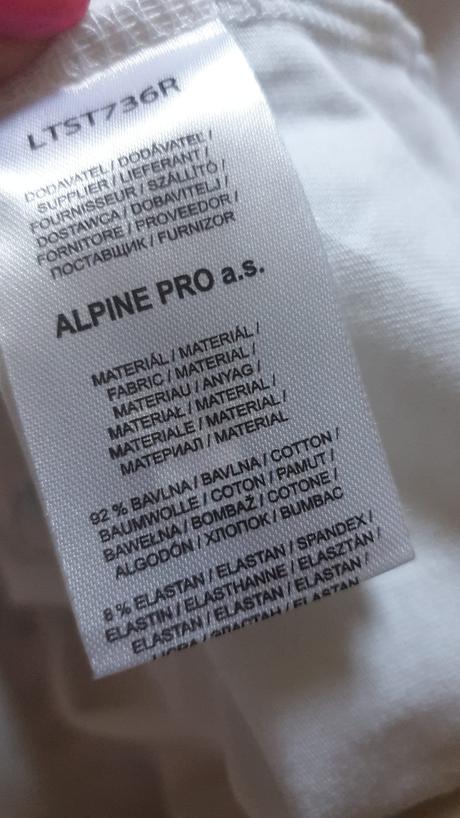 LTST736R
DODAVATEL / DODÁVATEĽ /
SUPPLIER / LIEFERANT /
FOURNISSEUR / SZÁLLÍTÓ /
DOSTAWCA / DOBAVITELJ /
FORNITORE / PROVEEDOR /
ПОСТАВЩИК / FURNIZOR
ALPINE PRO a.s.
MATERIÁL / MATERIÁL /
FABRIC / MATERIAL /
MATERIAU / ANYAG /
MATERIAŁ / MATERIAL /
MATERIALE / MATERIAL /
МАТЕРИАЛ / MATERIAL
92 % BAVLNA / BAVLNA / COTTON /
BAUMWOLLE / COTON / PAMUT /
BAWEŁNA / BOMBAŽ / COTONE /
ALGODÓN / ХЛОПОК / BUMBAC
8 % ELASTAN / ELASTAN / SPANDEX /
ELASTIN / ELASTHANNE / ELASZTÁN /
ELASTAN / ELASTAN / ELASTAN /
/ ЭЛАСТАН / ELASTAN